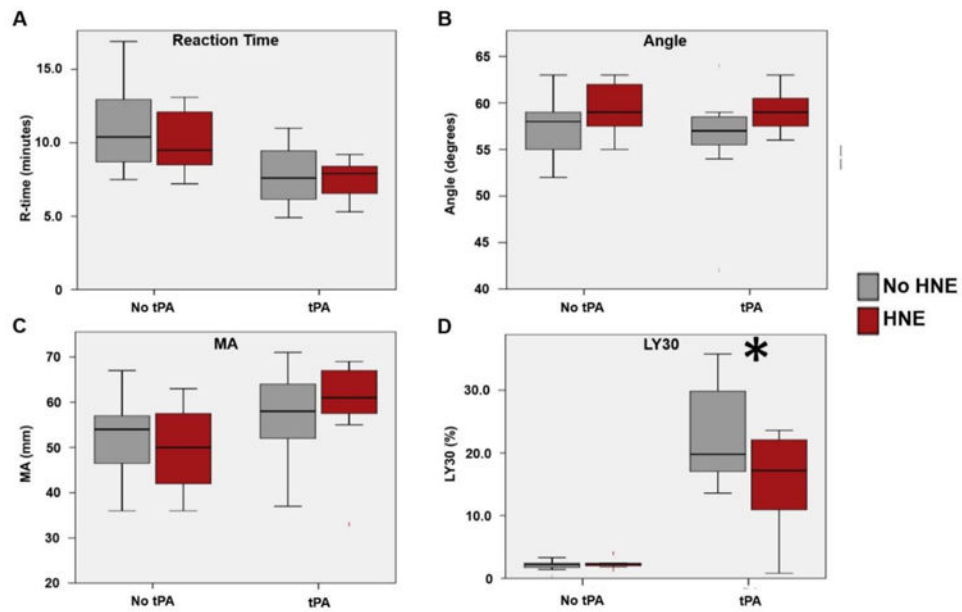 A
Reaction Time
R-time (minutes)
15.0
10.0
5.0
0
No tPA
tPA
B
Angle
Angle (degrees)
65
60
55
50
45
40
No tPA
tPA
No HNE
HNE
C
MA
MA (mm)
70
60
50
40
30
20
No tPA
tPA
D
LY30
*
LY30 (%)
30.0
20.0
10.0
0
No tPA
tPA